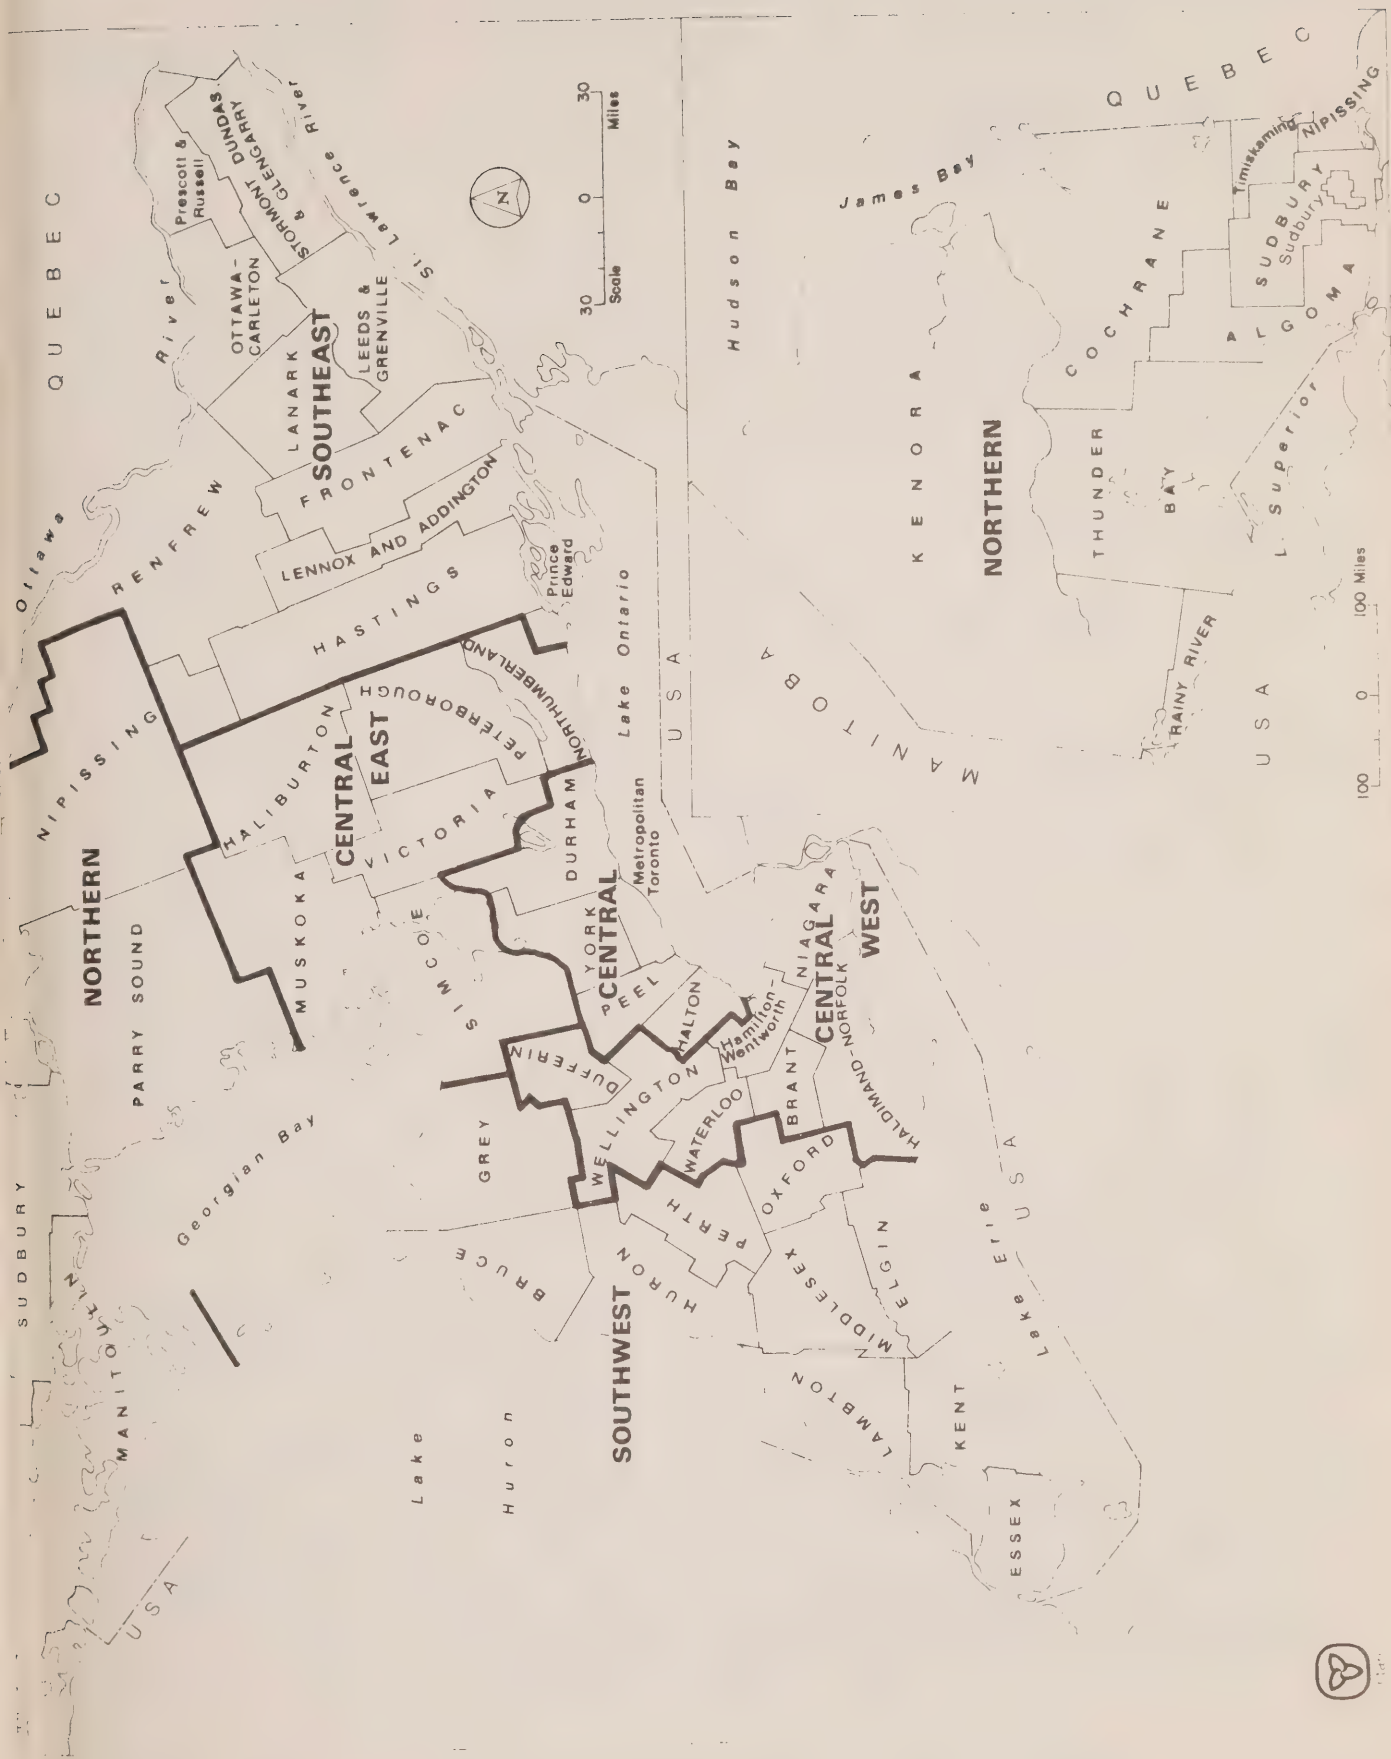 QUEBEC
Ottawa
River
Prescott &
Russell
STORMONT DUNDAS
& GLENGARRY
OTTAWA-
CARLETON
St. Lawrence River
LANARK
SOUTHEAST
LEEDS &
GRENVILLE
RENFREW
FRONTENAC
LENNOX AND ADDINGTON
HASTINGS
Prince
Edward
N
30 0 30
Scale Miles
NORTHERN
NIPISSING
PARRY SOUND
SUDBURY
MANITOULIN
USA
Georgian Bay
HALIBURTON
CENTRAL
EAST
PETERBOROUGH
NORTHUMBERLAND
VICTORIA
MUSKOKA
SIMCOE
DURHAM
YORK
CENTRAL
PEEL
HALTON
Metropolitan
Toronto
Lake Ontario
USA
DUFFERIN
WELLINGTON
WATERLOO
Hamilton-
Wentworth
BRANT
NIAGARA
CENTRAL
WEST
HALDIMAND-NORFOLK
GREY
BRUCE
HURON
PERTH
OXFORD
MIDDLESEX
ELGIN
SOUTHWEST
LAMBTON
KENT
ESSEX
Lake
Huron
Lake Erie
USA
Hudson Bay
James Bay
QUEBEC
MANITOBA
KENORA
NORTHERN
COCHRANE
THUNDER
BAY
RAINY RIVER
ALGOMA
Timiskaming
NIPISSING
SUDBURY
Sudbury
L. Superior
USA
100 0 100 Miles